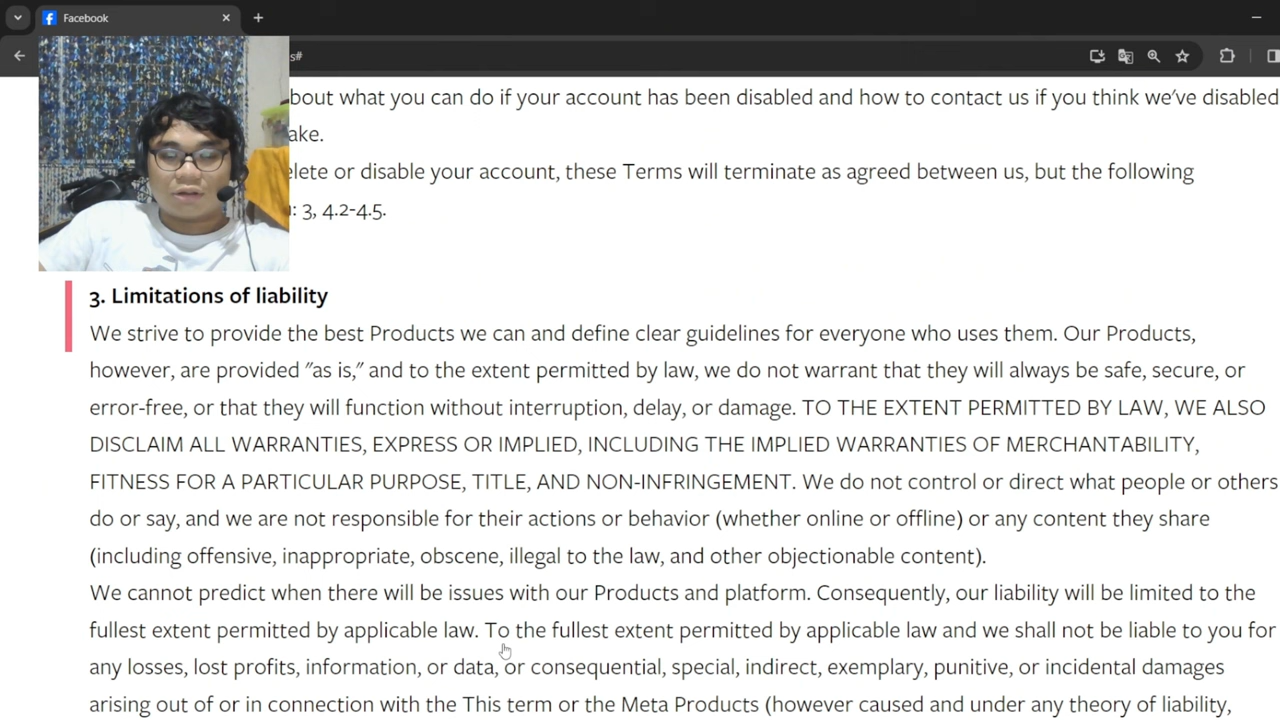 Facebook
s#
bout what you can do if your account has been disabled and how to contact us if you think we've disabled
ake.
elete or disable your account, these Terms will terminate as agreed between us, but the following
: 3, 4.2-4.5.
3. Limitations of liability
We strive to provide the best Products we can and define clear guidelines for everyone who uses them. Our Products,
however, are provided "as is," and to the extent permitted by law, we do not warrant that they will always be safe, secure, or
error-free, or that they will function without interruption, delay, or damage. TO THE EXTENT PERMITTED BY LAW, WE ALSO
DISCLAIM ALL WARRANTIES, EXPRESS OR IMPLIED, INCLUDING THE IMPLIED WARRANTIES OF MERCHANTABILITY,
FITNESS FOR A PARTICULAR PURPOSE, TITLE, AND NON-INFRINGEMENT. We do not control or direct what people or others
do or say, and we are not responsible for their actions or behavior (whether online or offline) or any content they share
(including offensive, inappropriate, obscene, illegal to the law, and other objectionable content).
We cannot predict when there will be issues with our Products and platform. Consequently, our liability will be limited to the
fullest extent permitted by applicable law. To the fullest extent permitted by applicable law and we shall not be liable to you for
any losses, lost profits, information, or data, or consequential, special, indirect, exemplary, punitive, or incidental damages
arising out of or in connection with the This term or the Meta Products (however caused and under any theory of liability,